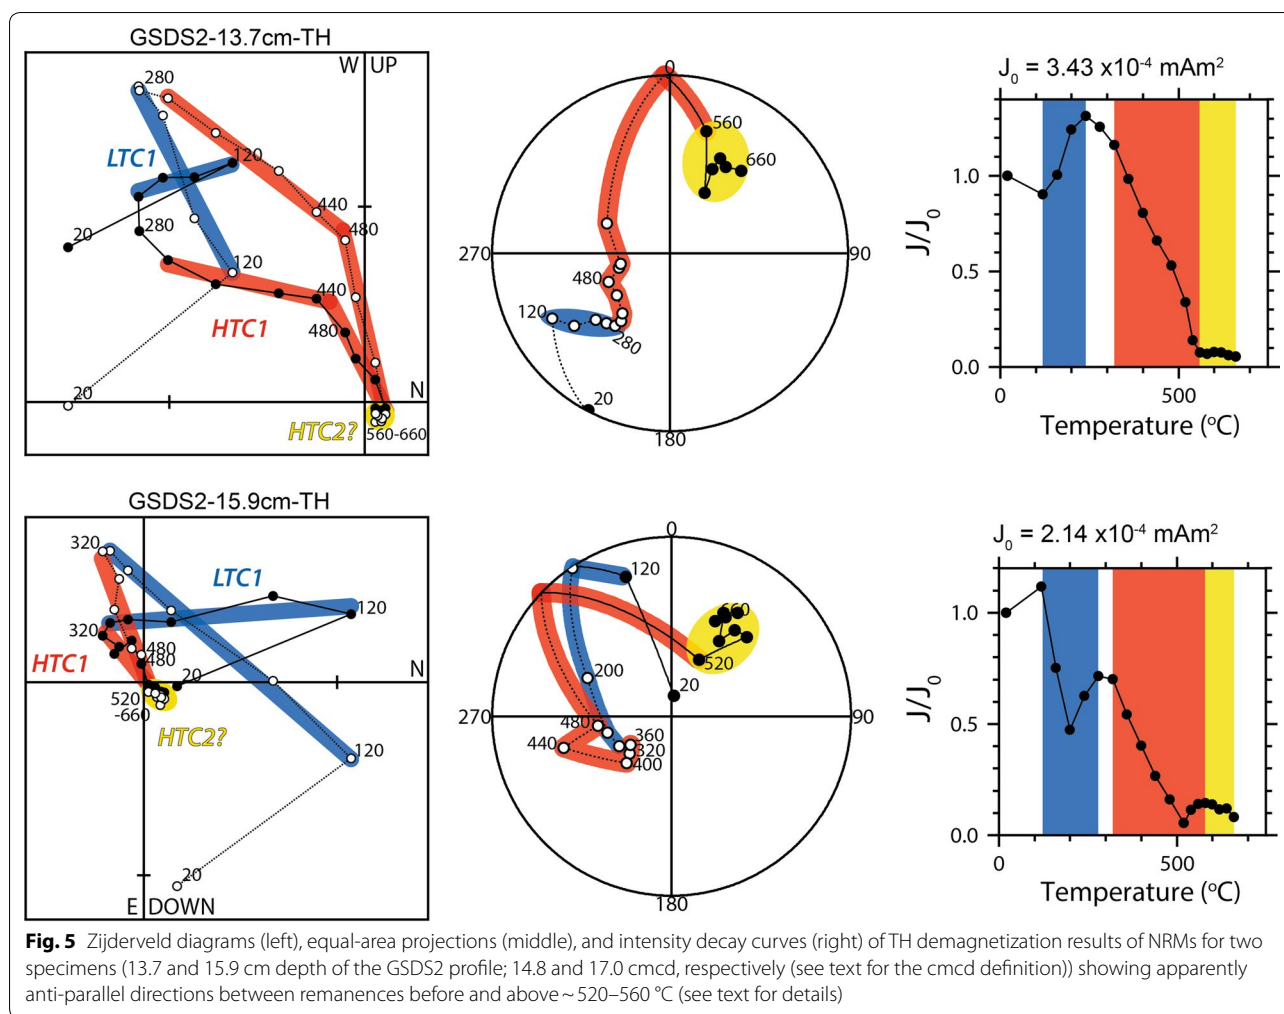 GSDS2-13.7cm-TH
W UP
280
LTC1
120
440
480
20
280
120
440
HTC1
480
N
20
HTC2?
560-660
0
560
660
270
90
480
120
280
20
180
J0 = 3.43 x10-4 mAm2
1.0
J/J0
0.5
0.0
0
500
Temperature (oC)
GSDS2-15.9cm-TH
320
LTC1
120
320
480
HTC1
480
N
20
520
-660
HTC2?
120
20
E DOWN
0
120
660
200
520
20
270
90
480
360
440
320
400
180
J0 = 2.14 x10-4 mAm2
1.0
J/J0
0.5
0.0
0
500
Temperature (oC)
Fig. 5 Zijderveld diagrams (left), equal-area projections (middle), and intensity decay curves (right) of TH demagnetization results of NRMs for two
specimens (13.7 and 15.9 cm depth of the GSDS2 profile; 14.8 and 17.0 cmcd, respectively (see text for the cmcd definition)) showing apparently
anti-parallel directions between remanences before and above ~ 520–560 °C (see text for details)